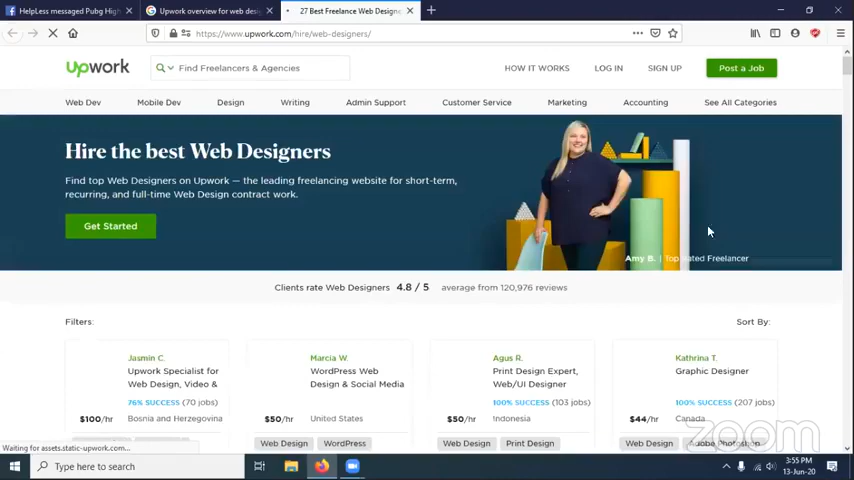 HelpLess messaged Pubg High
Upwork overview for web desig
27 Best Freelance Web Designe
https://www.upwork.com/hire/web-designers/
upwork
Find Freelancers & Agencies
HOW IT WORKS
LOG IN
SIGN UP
Post a Job
Web Dev
Mobile Dev
Design
Writing
Admin Support
Customer Service
Marketing
Accounting
See All Categories
Hire the best Web Designers
Find top Web Designers on Upwork — the leading freelancing website for short-term,
recurring, and full-time Web Design contract work.
Get Started
Amy B. | Top Rated Freelancer
Clients rate Web Designers 4.8 / 5 average from 120,976 reviews
Filters:
Sort By:
Jasmin C.
Upwork Specialist for
Web Design, Video &
76% SUCCESS (70 jobs)
$100/hr
Bosnia and Herzegovina
Marcia W.
WordPress Web
Design & Social Media
$50/hr
United States
Web Design
WordPress
Agus R.
Print Design Expert,
Web/UI Designer
100% SUCCESS (103 jobs)
$50/hr
Indonesia
Web Design
Print Design
Kathrina T.
Graphic Designer
100% SUCCESS (207 jobs)
$44/hr
Canada
Web Design
Adobe Photoshop
zoom
Waiting for assets.static-upwork.com...
Type here to search
3:55 PM
13-Jun-20